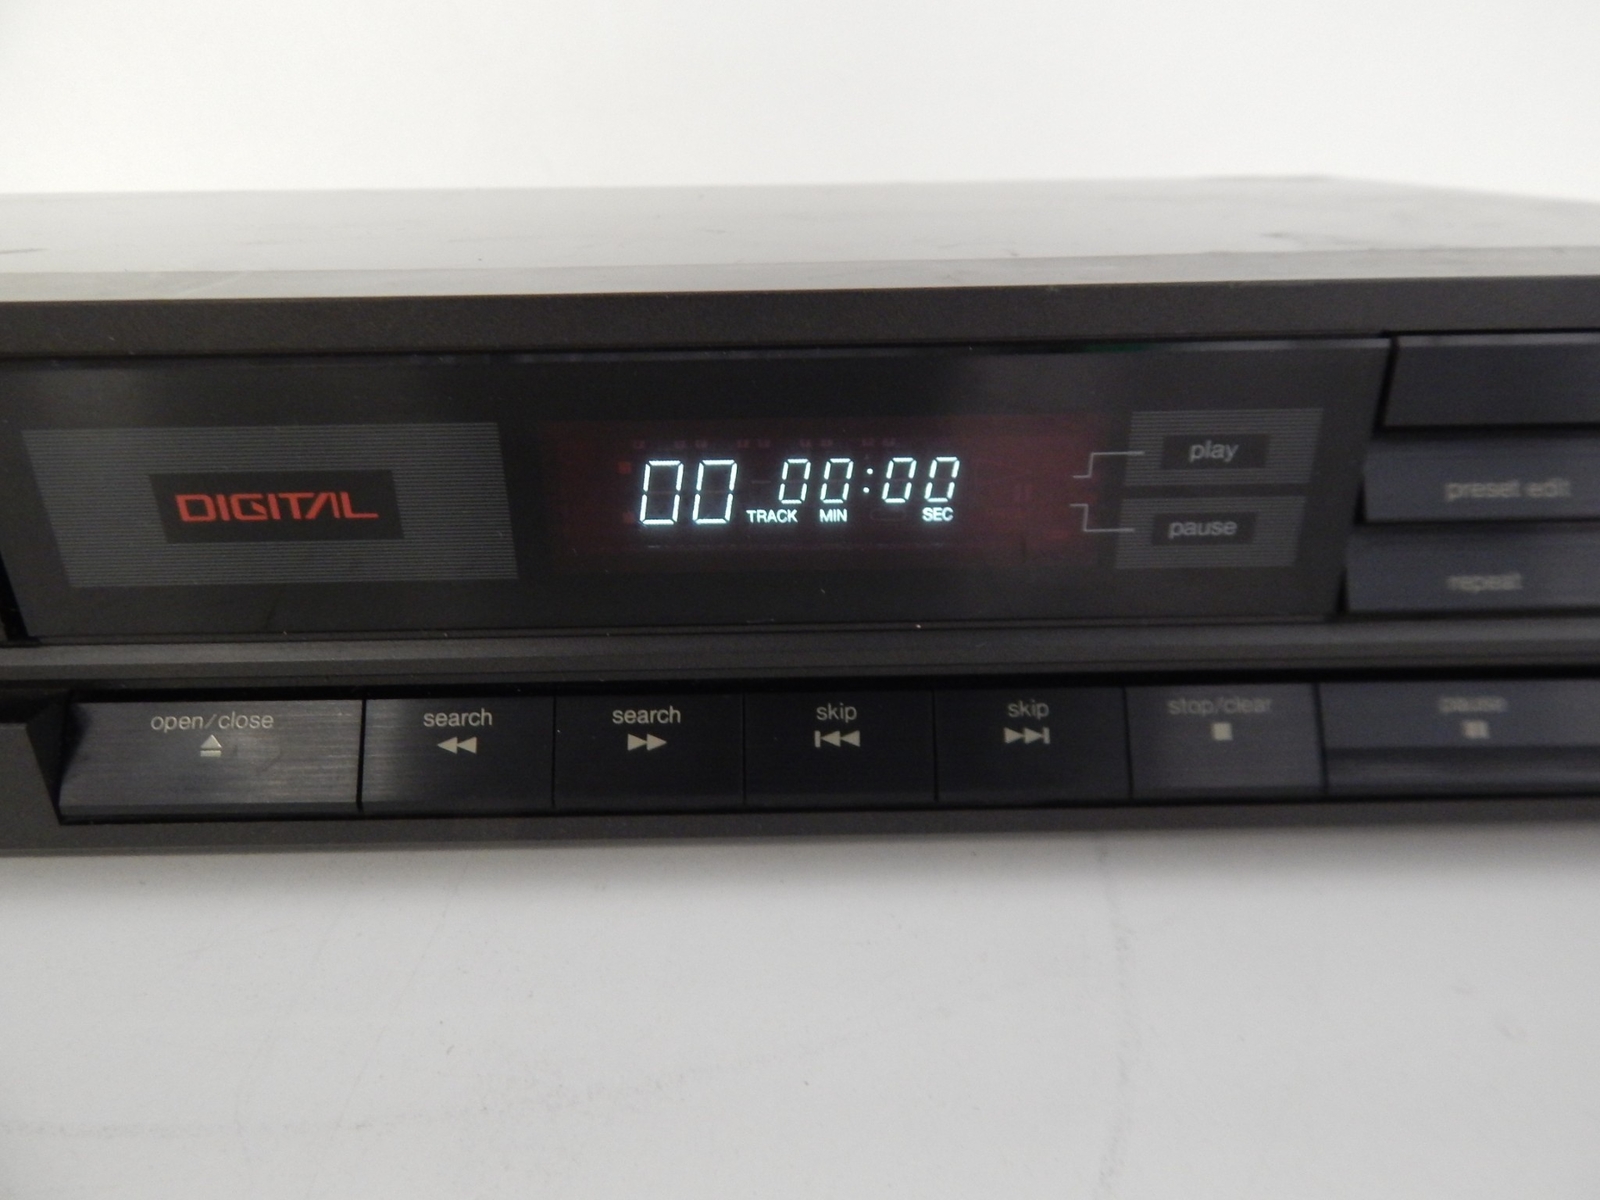 DIGITAL
00 00:00
TRACK MIN SEC
play
pause
preset edit
repeat
open/close
search
search
skip
skip
stop/clear
pause